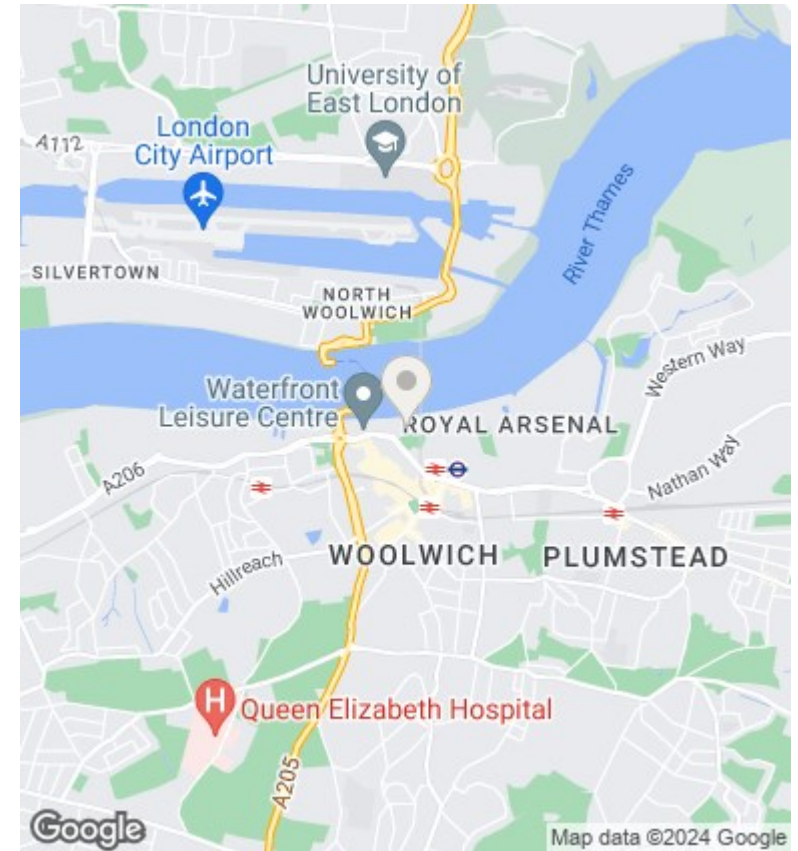 University of
East London
A112
London
City Airport
River Thames
SILVERTOWN
NORTH
WOOLWICH
Western Way
Waterfront
Leisure Centre
ROYAL ARSENAL
A206
Nathan Way
WOOLWICH
PLUMSTEAD
Hillreach
H
Queen Elizabeth Hospital
A205
Google
Map data ©2024 Google